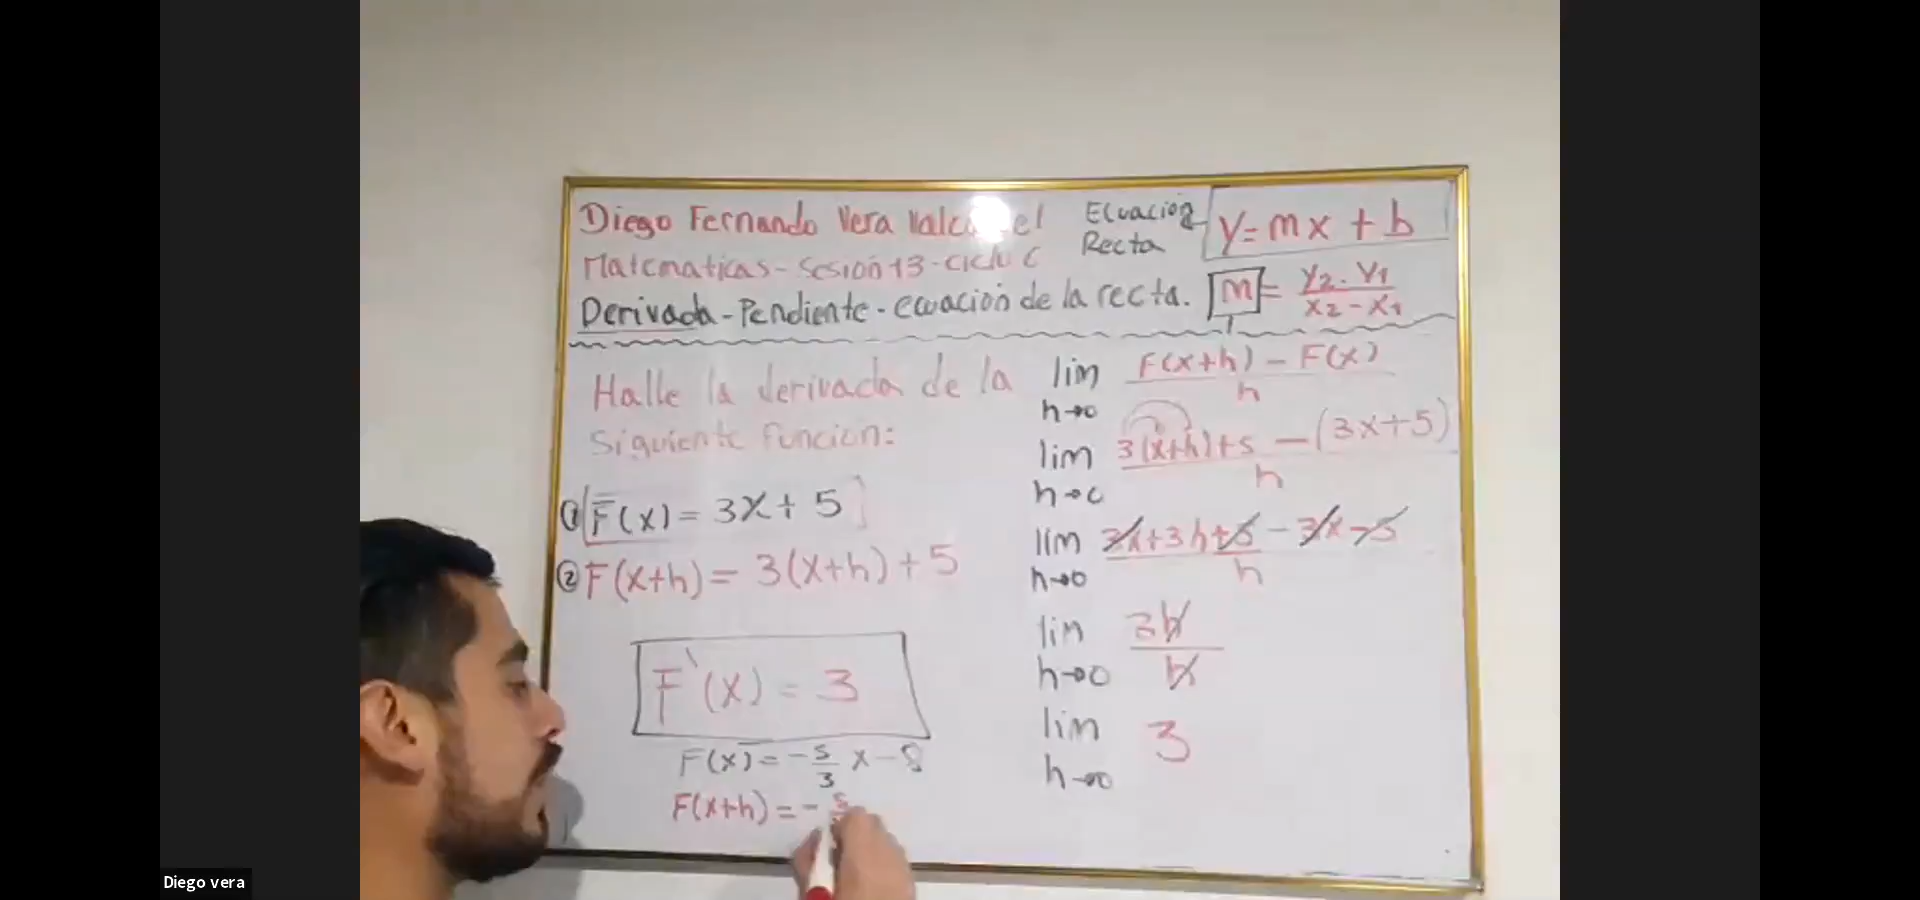 Diego Fernando Vera
Matematicas - Sesión 13 - Ciclo 6
Derivada - Pendiente - ecuación de la recta.
Ecuación
Recta
y = mx + b
m = y2 - y1 / x2 - x1
Halle la derivada de la
siguiente Funcion:
① F(x) = 3x + 5
② F(x+h) = 3(x+h) + 5
F'(x) = 3
F(x) = -5/3 x - 8
F(x+h) = -
lim h→0 F(x+h) - F(x) / h
lim h→0 3(x+h)+5 - (3x+5) / h
lim h→0 3x+3h+5 - 3x - 5 / h
lim h→0 3h / h
lim h→0 3
Diego vera